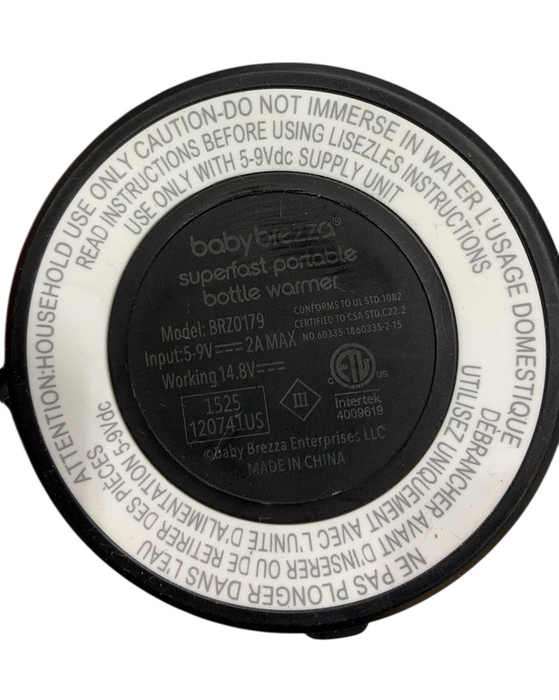 ATTENTION:HOUSEHOLD USE ONLY CAUTION-DO NOT IMMERSE IN WATER L'USAGE DOMESTIQUE
READ INSTRUCTIONS BEFORE USING LISEZLES INSTRUCTIONS
USE ONLY WITH 5-9Vdc SUPPLY UNIT
babybrezza®
superfast portable
bottle warmer
CONFORMS TO UL STD.1082
CERTIFIED TO CSA STD.C22.2
NO.60335-1&60335-2-15
Model: BRZ0179
Input:5-9V⎓2A MAX
Working14.8V⎓
1525
120741US
III
C ETL US
Intertek
4009619
©Baby Brezza Enterprises LLC
MADE IN CHINA
UTILISEZ UNIQUEMENT AVEC L'UNITÉ D'ALIMENTATION 5-9Vdc
DÉBRANCHER AVANT D'INSÉRER OU DE RETIRER DES PIÈCES
NE PAS PLONGER DANS L'EAU